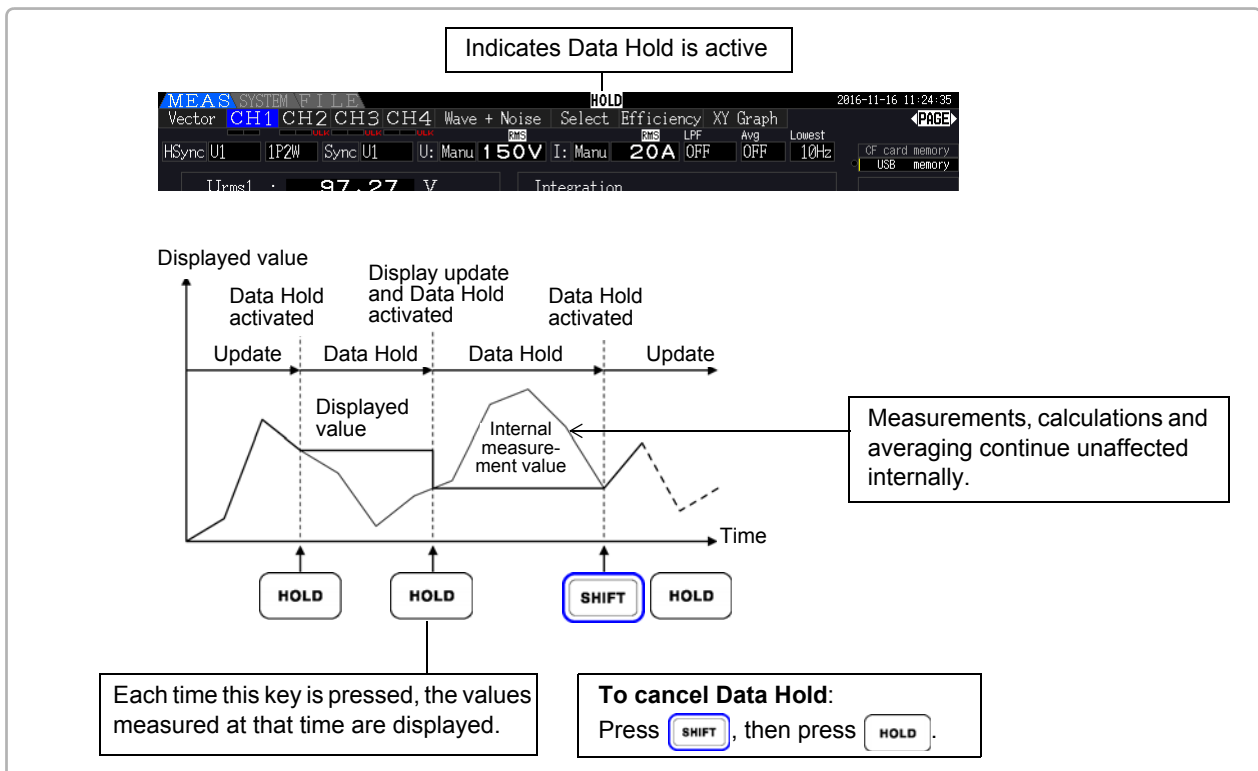 Indicates Data Hold is active
MEAS SYSTEM FILE HOLD 2016-11-16 11:24:35
Vector CH1 CH2 CH3 CH4 Wave + Noise Select Efficiency XY Graph PAGE
ULK ULK ULK RMS RMS LPF Avg Lowest
HSync U1 1P2W Sync U1 U: Manu 150V I: Manu 20A OFF OFF 10Hz CF card memory
USB memory
Urms1 : 97.27 V Integration
Displayed value
Data Hold
activated
Display update
and Data Hold
activated
Data Hold
activated
Update Data Hold Data Hold Update
Displayed
value
Internal
measure-
ment value
Measurements, calculations and
averaging continue unaffected
internally.
Time
HOLD HOLD SHIFT HOLD
Each time this key is pressed, the values
measured at that time are displayed.
To cancel Data Hold:
Press SHIFT, then press HOLD.